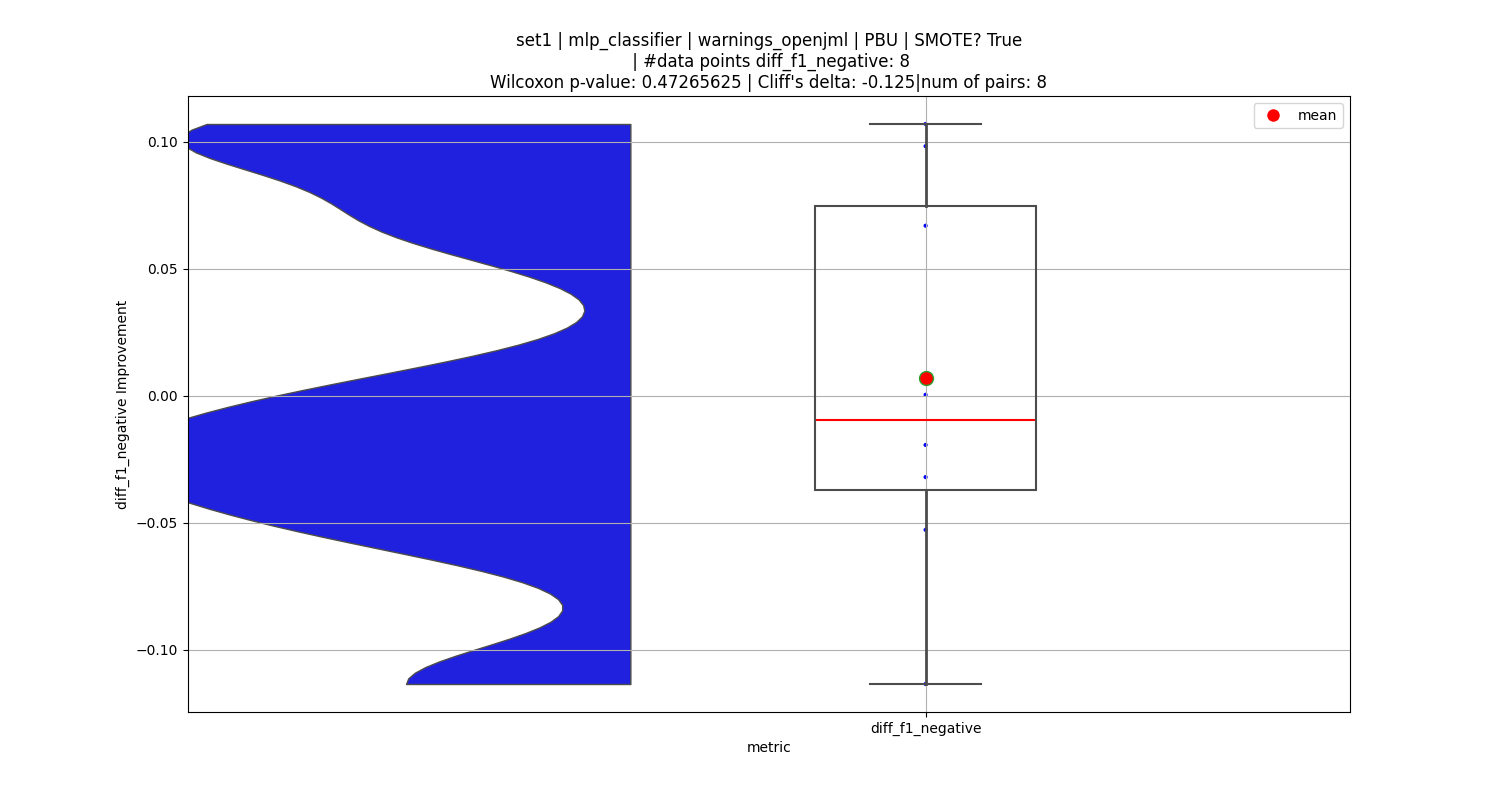 set1 | mlp_classifier | warnings_openjml | PBU | SMOTE? True
| #data points diff_f1_negative: 8
Wilcoxon p-value: 0.47265625 | Cliff's delta: -0.125|num of pairs: 8
mean
0.10
0.05
0.00
−0.05
−0.10
diff_f1_negative Improvement
diff_f1_negative
metric